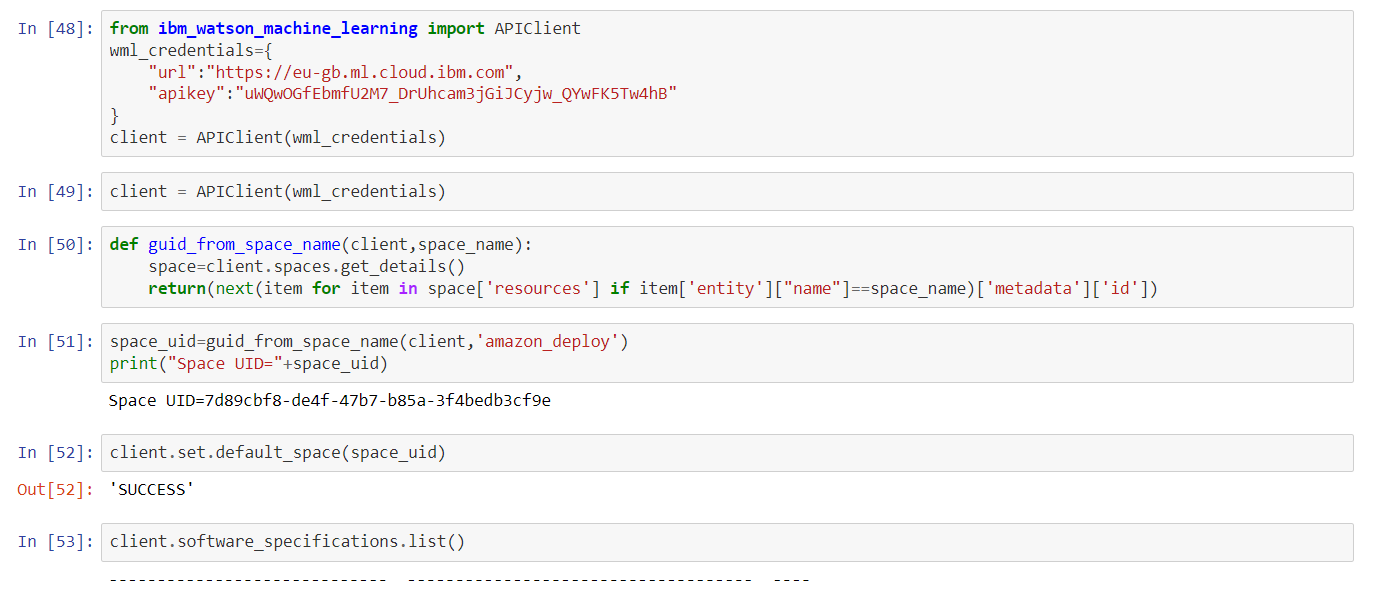 In [48]: from ibm_watson_machine_learning import APIClient
wml_credentials={
    "url":"https://eu-gb.ml.cloud.ibm.com",
    "apikey":"uWQwOGfEbmfU2M7_DrUhcam3jGiJCyjw_QYwFK5Tw4hB"
}
client = APIClient(wml_credentials)
In [49]: client = APIClient(wml_credentials)
In [50]: def guid_from_space_name(client,space_name):
    space=client.spaces.get_details()
    return(next(item for item in space['resources'] if item['entity']["name"]==space_name)['metadata']['id'])
In [51]: space_uid=guid_from_space_name(client,'amazon_deploy')
print("Space UID="+space_uid)
Space UID=7d89cbf8-de4f-47b7-b85a-3f4bedb3cf9e
In [52]: client.set.default_space(space_uid)
Out[52]: 'SUCCESS'
In [53]: client.software_specifications.list()
-----------------------------  ------------------------------------  ----